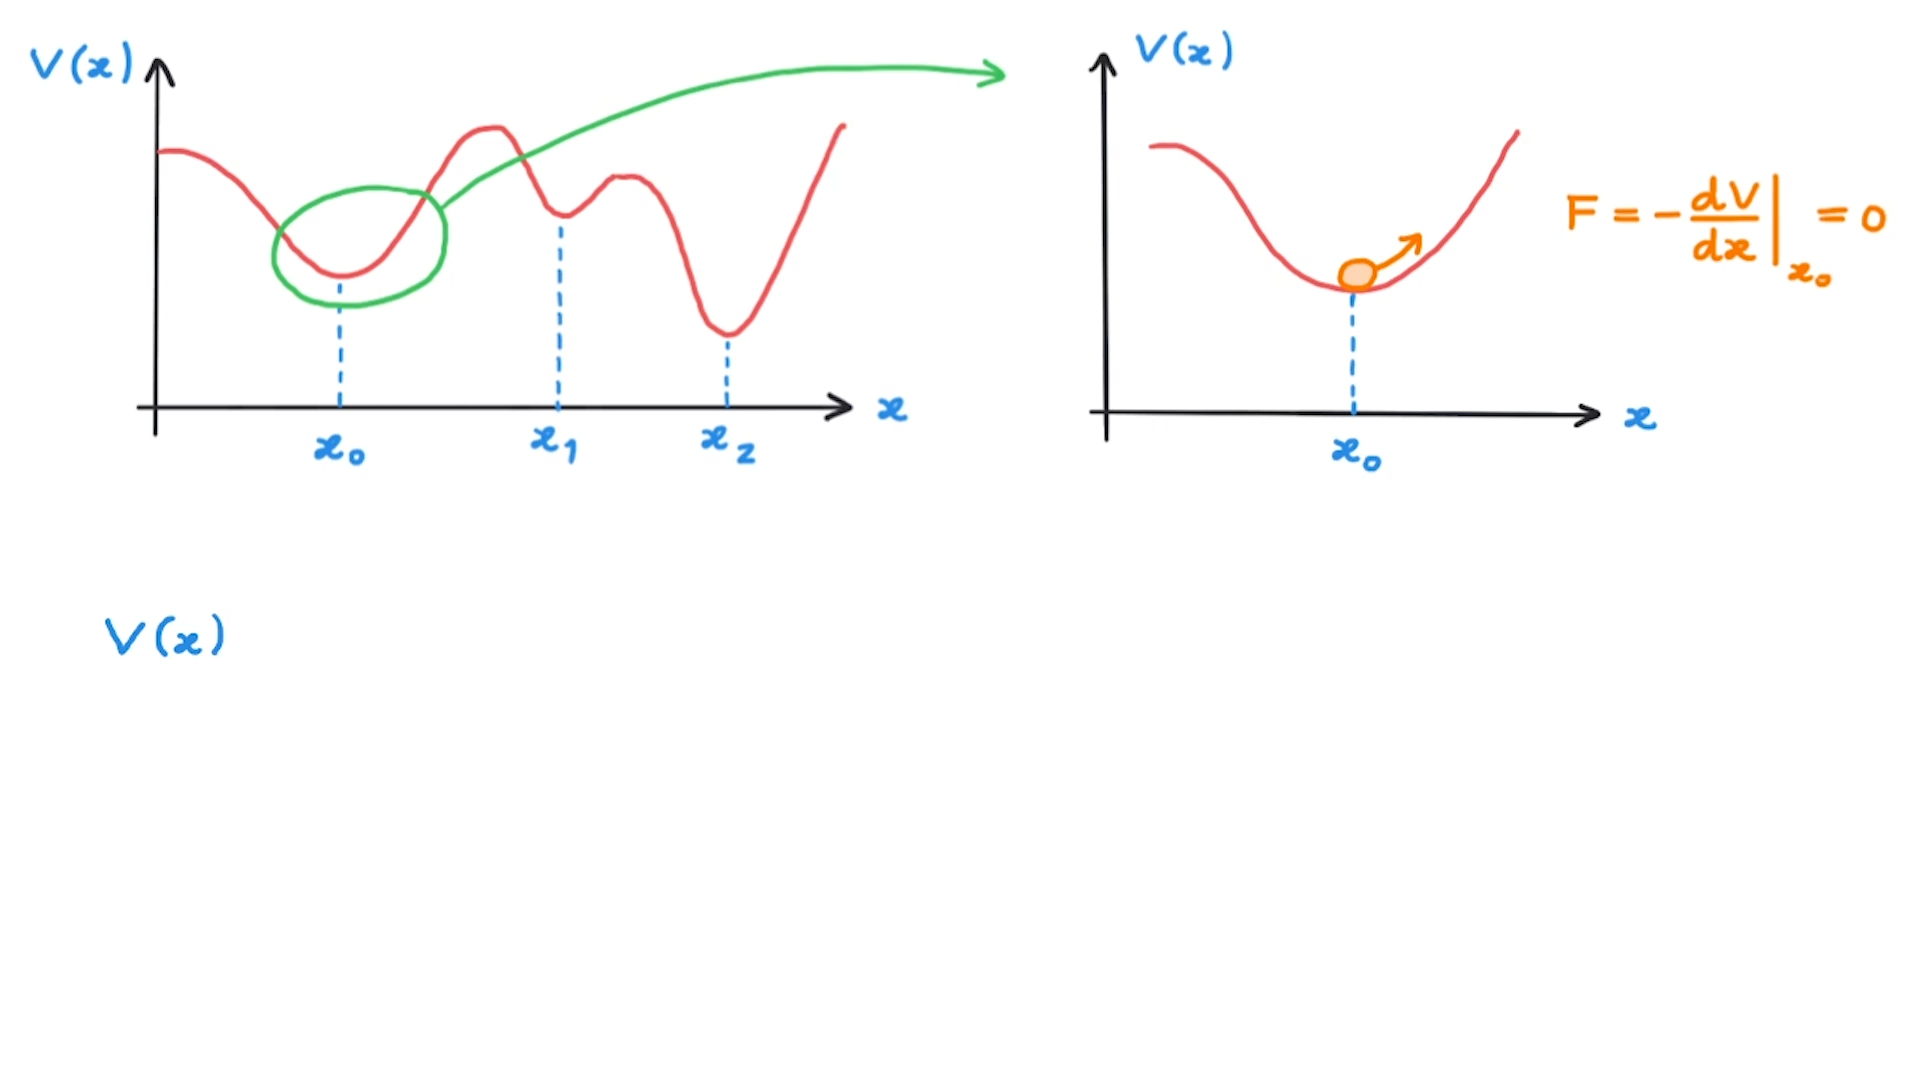 V(x)
x
x₀ x₁ x₂
V(x)
F = - dV/dx |x₀ = 0
x
x₀
V(x)